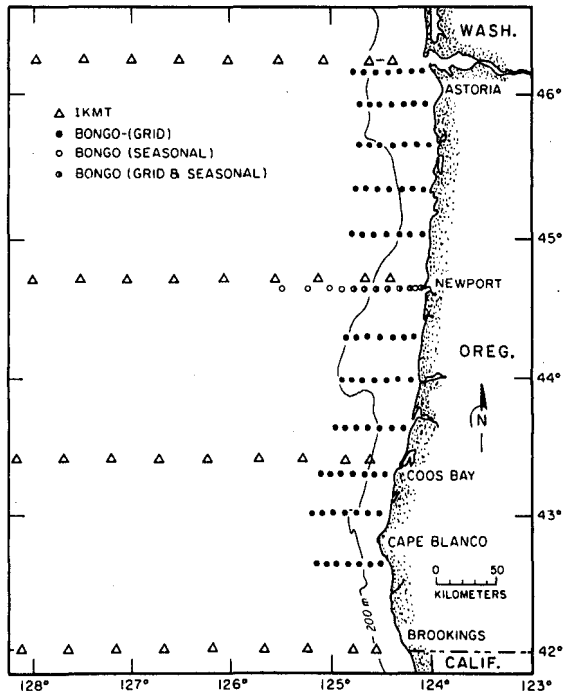 WASH.
46°
ASTORIA
△ IKMT
● BONGO-(GRID)
○ BONGO (SEASONAL)
◐ BONGO (GRID & SEASONAL)
45°
NEWPORT
OREG.
44°
N
COOS BAY
43°
CAPE BLANCO
0 50
KILOMETERS
200m
BROOKINGS
42°
CALIF.
128° 127° 126° 125° 124° 123°